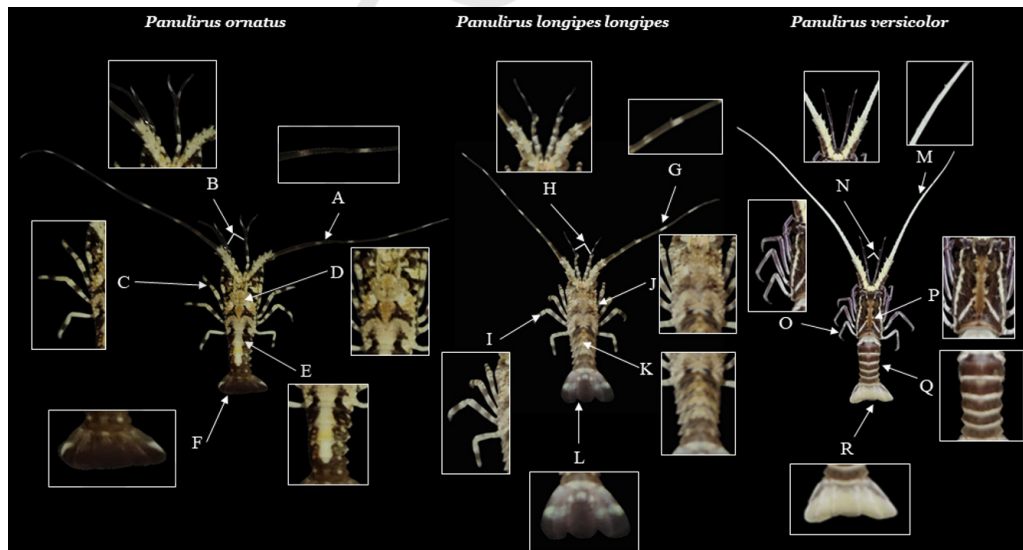 Panulirus ornatus
Panulirus longipes longipes
Panulirus versicolor
B
A
C
D
E
F
H
G
J
I
K
L
M
N
P
O
Q
R